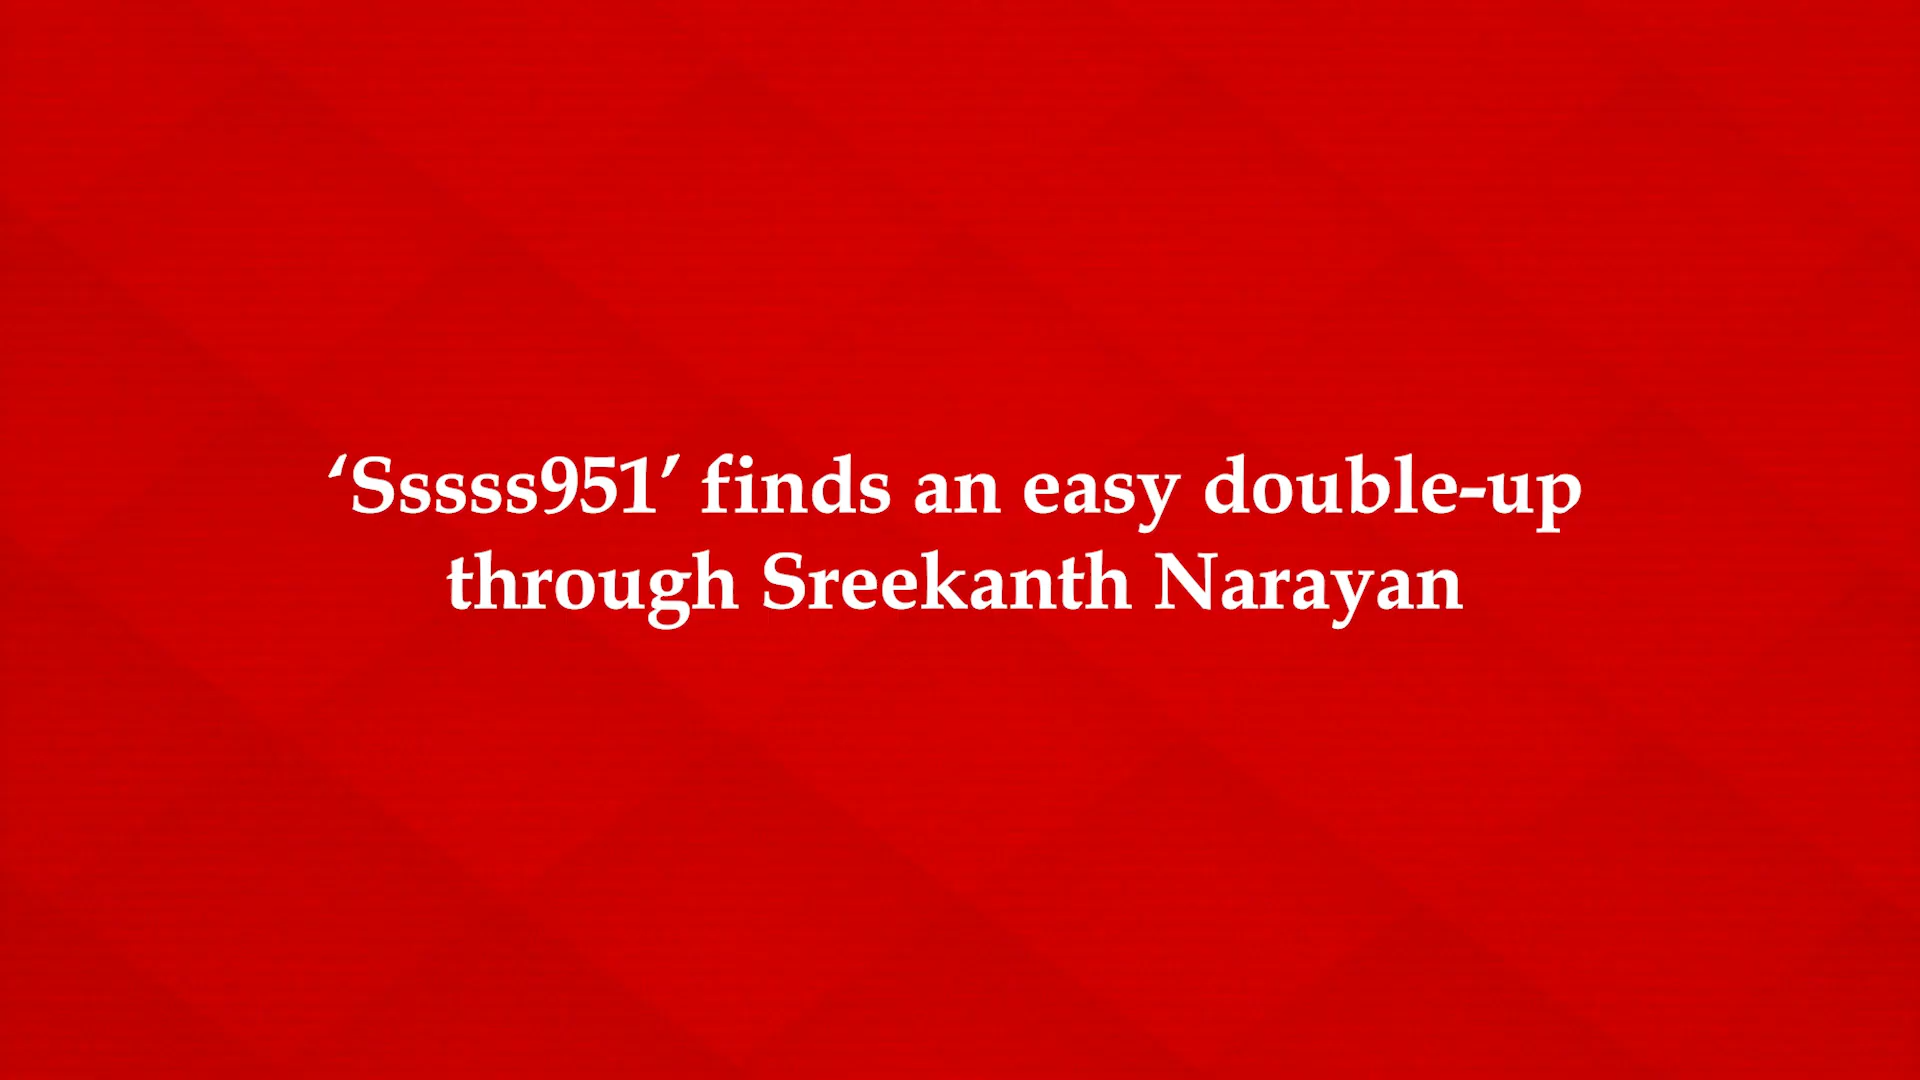 ‘Sssss951’ finds an easy double-up
through Sreekanth Narayan